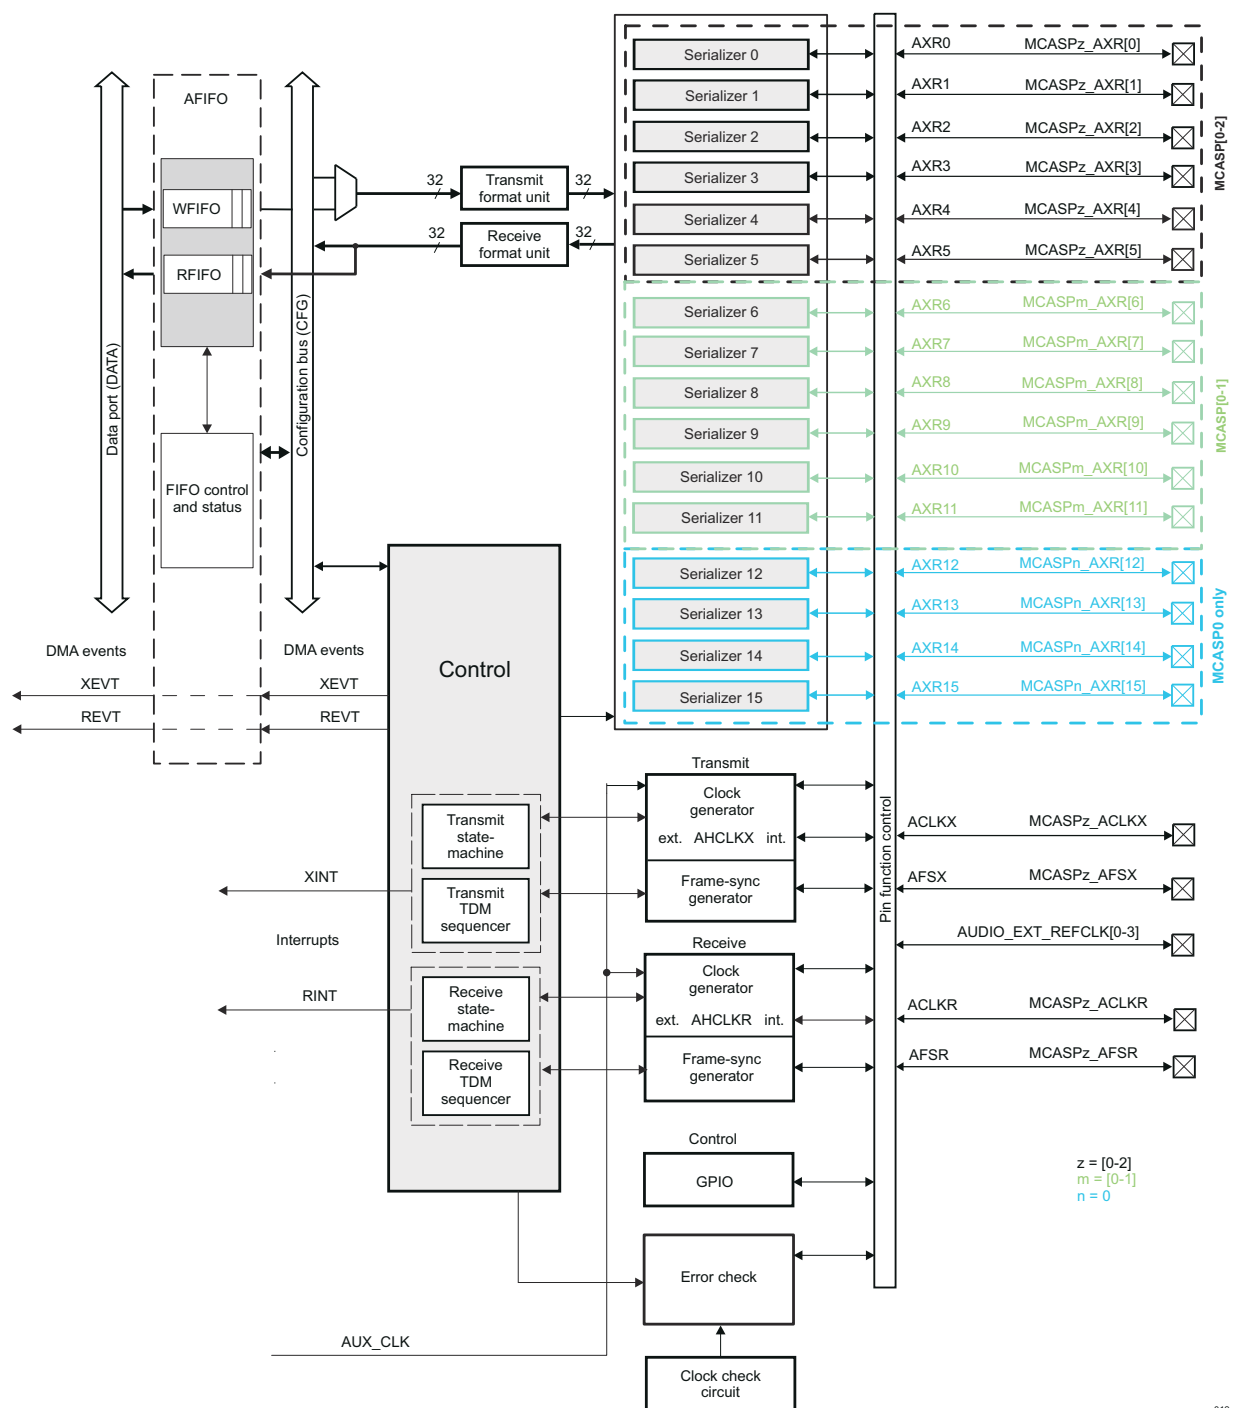 Serializer 0
AXR0
MCASPz_AXR[0]
Serializer 1
AXR1
MCASPz_AXR[1]
Serializer 2
AXR2
MCASPz_AXR[2]
Serializer 3
AXR3
MCASPz_AXR[3]
Serializer 4
AXR4
MCASPz_AXR[4]
Serializer 5
AXR5
MCASPz_AXR[5]
MCASP[0-2]
Serializer 6
AXR6
MCASPm_AXR[6]
Serializer 7
AXR7
MCASPm_AXR[7]
Serializer 8
AXR8
MCASPm_AXR[8]
Serializer 9
AXR9
MCASPm_AXR[9]
Serializer 10
AXR10
MCASPm_AXR[10]
Serializer 11
AXR11
MCASPm_AXR[11]
MCASP[0-1]
Serializer 12
AXR12
MCASPn_AXR[12]
Serializer 13
AXR13
MCASPn_AXR[13]
Serializer 14
AXR14
MCASPn_AXR[14]
Serializer 15
AXR15
MCASPn_AXR[15]
MCASP0 only
AFIFO
WFIFO
RFIFO
Data port (DATA)
Configuration bus (CFG)
FIFO control
and status
32
Transmit
format unit
32
32
Receive
format unit
32
DMA events
DMA events
XEVT
XEVT
REVT
REVT
Control
Transmit
state-
machine
Transmit
TDM
sequencer
Receive
state-
machine
Receive
TDM
sequencer
XINT
Interrupts
RINT
Transmit
Clock
generator
ext. AHCLKX int.
Frame-sync
generator
Receive
Clock
generator
ext. AHCLKR int.
Frame-sync
generator
Control
GPIO
Error check
Clock check
circuit
AUX_CLK
Pin function control
ACLKX
MCASPz_ACLKX
AFSX
MCASPz_AFSX
AUDIO_EXT_REFCLK[0-3]
ACLKR
MCASPz_ACLKR
AFSR
MCASPz_AFSR
z = [0-2]
m = [0-1]
n = 0